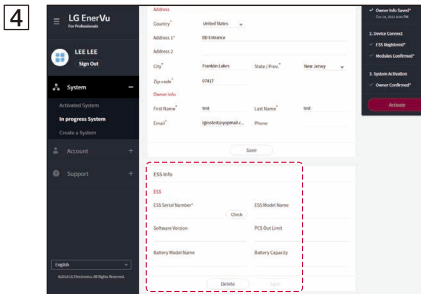 4
LG EnerVu
For Professionals
LEE LEE
Sign Out
System
Activated System
In progress System
Create a System
Account
Support
English
Address
Country* United States
Address 1* 00 Entrance
Address 2
City* Franklin Lakes State / Prov.* New Jersey
Zip code* 07417
Owner Info
First Name* test Last Name* test
Email* Phone
Save
ESS Info
ESS
ESS Serial Number* ESS Model Name
Check
Software Version PCS Out Limit
Battery Model Name Battery Capacity
Delete Save
Owner Info Saved*
2. Device Connect
ESS Registered*
Modules Confirmed*
3. System Activation
Owner Confirmed*
Activate